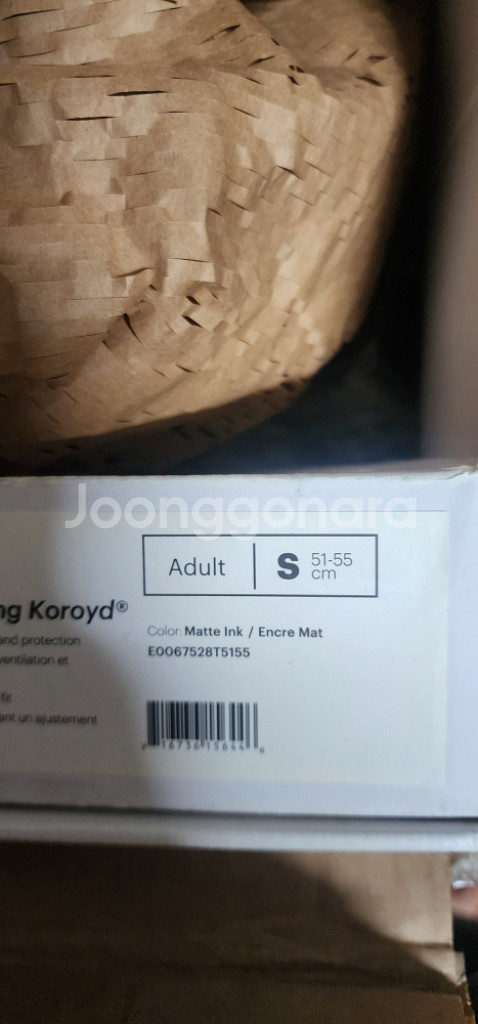 Joonggonara
Adult S 51-55 cm
ng Koroyd®
and protection
ventilation et
fit
ant un ajustement
Color: Matte Ink / Encre Mat
E0067528T5155